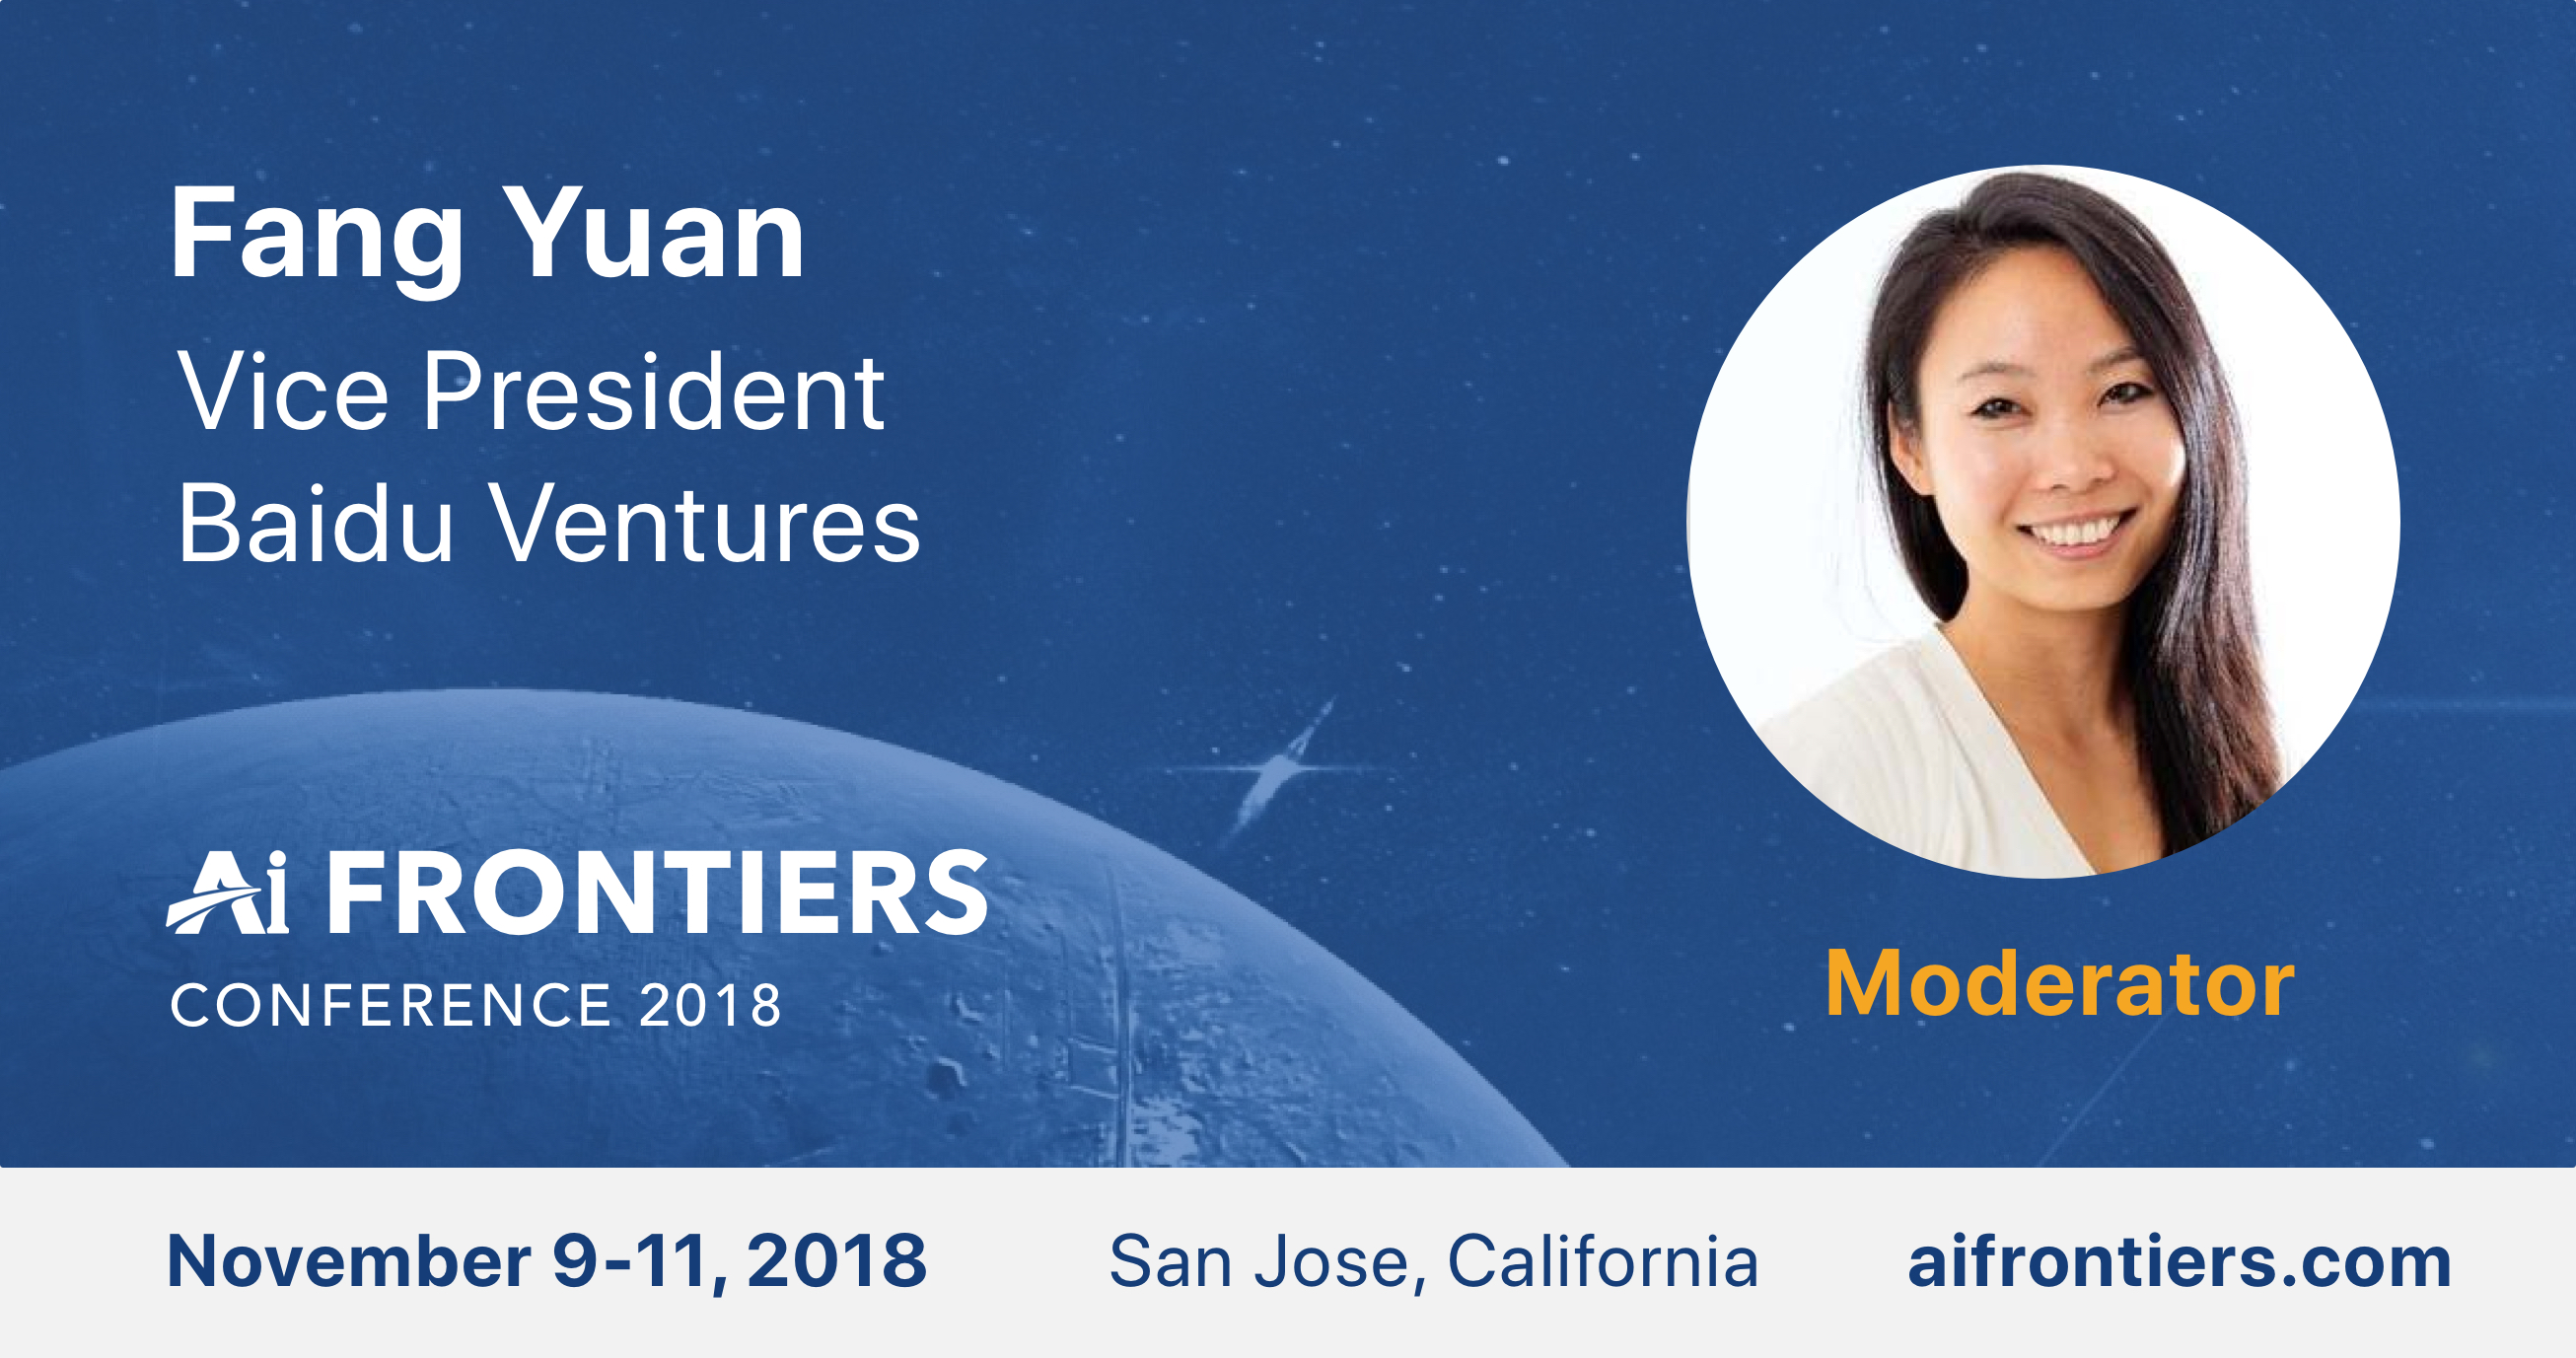 Fang Yuan
Vice President
Baidu Ventures
Ai FRONTIERS
CONFERENCE 2018
Moderator
November 9-11, 2018
San Jose, California
aifrontiers.com